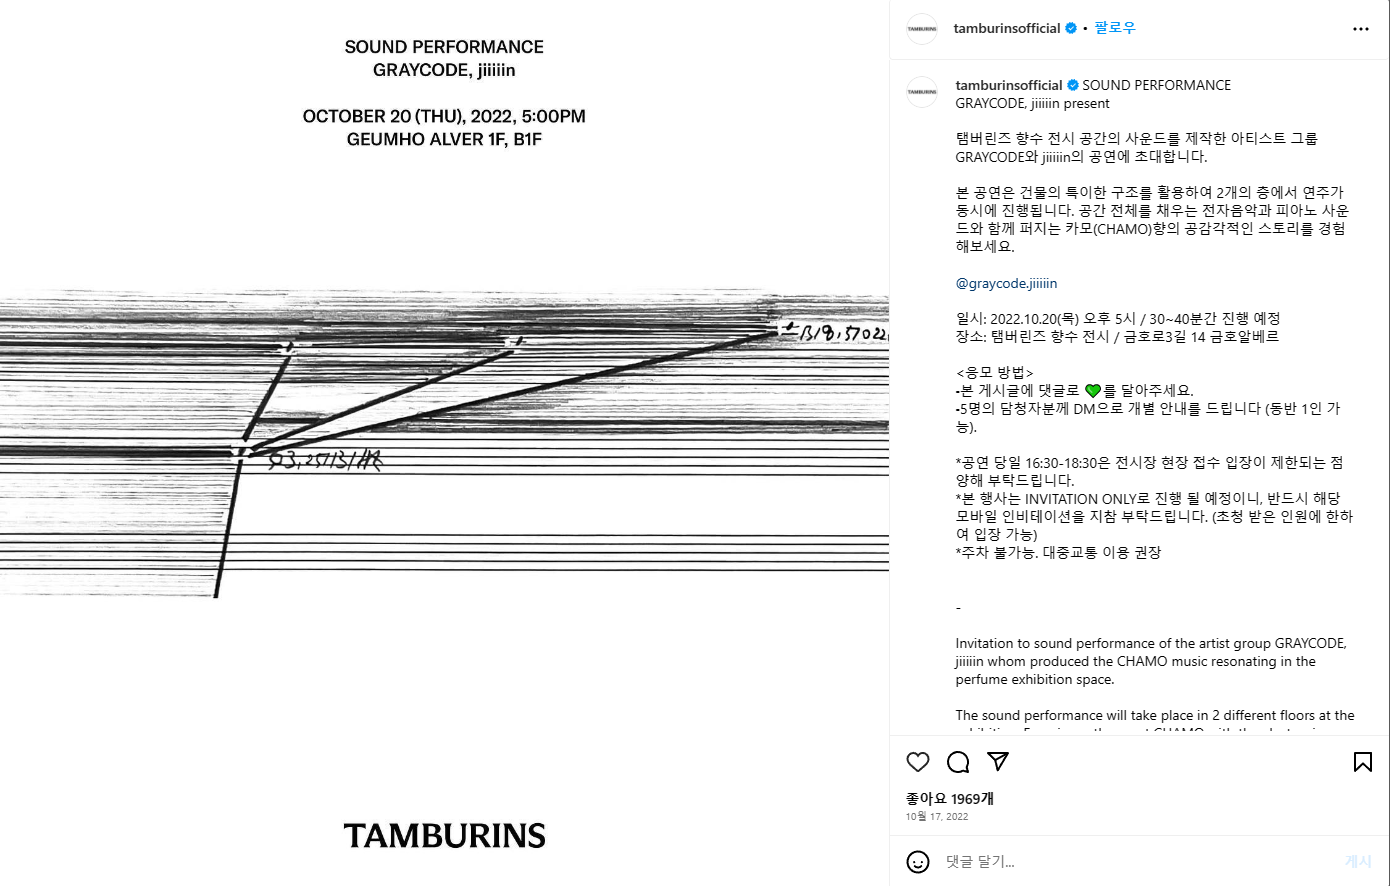 SOUND PERFORMANCE
GRAYCODE, jiiiiin
OCTOBER 20 (THU), 2022, 5:00PM
GEUMHO ALVER 1F, B1F
TAMBURINS
TAMBURINS
tamburinsofficial • 팔로우
TAMBURINS
tamburinsofficial SOUND PERFORMANCE
GRAYCODE, jiiiiin present
탬버린즈 향수 전시 공간의 사운드를 제작한 아티스트 그룹
GRAYCODE와 jiiiiin의 공연에 초대합니다.
본 공연은 건물의 특이한 구조를 활용하여 2개의 층에서 연주가
동시에 진행됩니다. 공간 전체를 채우는 전자음악과 피아노 사운
드와 함께 퍼지는 카모(CHAMO)향의 공감각적인 스토리를 경험
해보세요.
@graycode.jiiiiin
일시: 2022.10.20(목) 오후 5시 / 30~40분간 진행 예정
장소: 탬버린즈 향수 전시 / 금호로3길 14 금호알베르
<응모 방법>
-본 게시글에 댓글로 💚를 달아주세요.
-5명의 담청자분께 DM으로 개별 안내를 드립니다 (동반 1인 가
능).
*공연 당일 16:30-18:30은 전시장 현장 접수 입장이 제한되는 점
양해 부탁드립니다.
*본 행사는 INVITATION ONLY로 진행 될 예정이니, 반드시 해당
모바일 인비테이션을 지참 부탁드립니다. (초청 받은 인원에 한하
여 입장 가능)
*주차 불가능. 대중교통 이용 권장
-
Invitation to sound performance of the artist group GRAYCODE,
jiiiiin whom produced the CHAMO music resonating in the
perfume exhibition space.
The sound performance will take place in 2 different floors at the
좋아요 1969개
10월 17, 2022
댓글 달기...
게시